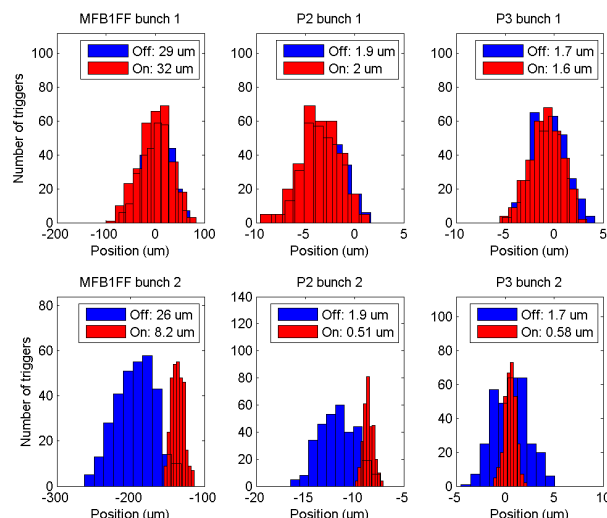 MFB1FF bunch 1
P2 bunch 1
P3 bunch 1
Off: 29 um
On: 32 um
Off: 1.9 um
On: 2 um
Off: 1.7 um
On: 1.6 um
Number of triggers
100
80
60
40
20
0
-200
-100
0
100
Position (um)
100
80
60
40
20
0
-10
-5
0
5
Position (um)
100
80
60
40
20
0
-10
-5
0
5
Position (um)
MFB1FF bunch 2
P2 bunch 2
P3 bunch 2
Off: 26 um
On: 8.2 um
Off: 1.9 um
On: 0.51 um
Off: 1.7 um
On: 0.58 um
Number of triggers
80
60
40
20
0
-300
-200
-100
Position (um)
140
120
100
80
60
40
20
0
-20
-15
-10
-5
Position (um)
100
80
60
40
20
0
-5
0
5
10
Position (um)